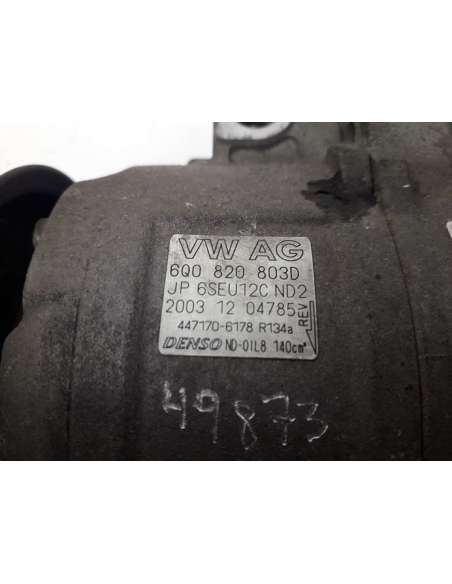 VW AG
6Q0 820 803D
JP 6SEU12C ND2
2003 12 04785 REV
447170-6178 R134a
DENSO ND-OIL8 140cm³
49873